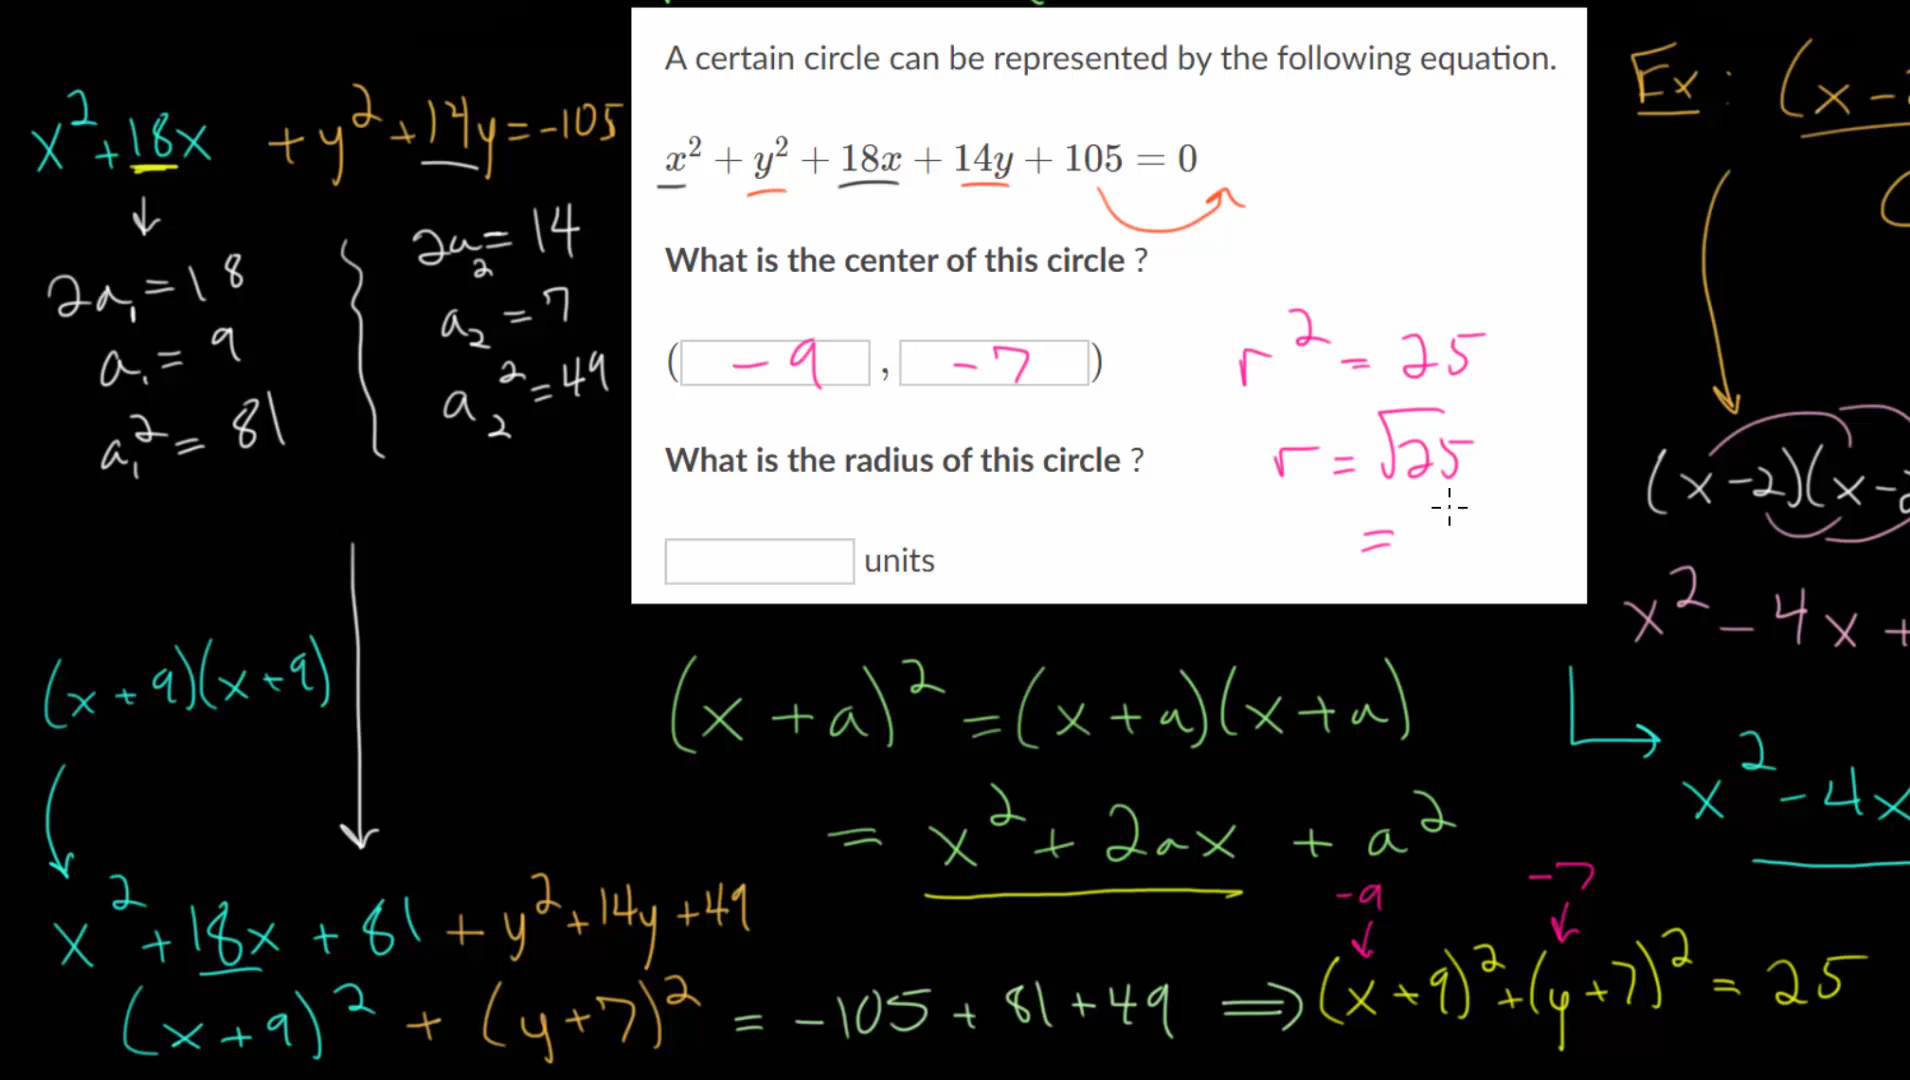 A certain circle can be represented by the following equation.
x² + y² + 18x + 14y + 105 = 0
What is the center of this circle ?
( -9 , -7 )
What is the radius of this circle ?
units
r² = 25
r = √25
=
x² + 18x + y² + 14y = -105
2a₁ = 18
a₁ = 9
a₁² = 81
2a₂ = 14
a₂ = 7
a₂² = 49
(x + 9)(x + 9)
x² + 18x + 81 + y² + 14y + 49
(x + 9)² + (y + 7)² = -105 + 81 + 49 ⟹ (x + 9)² + (y + 7)² = 25
-9
-7
(x + a)² = (x + a)(x + a)
= x² + 2ax + a²
Ex : (x -
(x - 2)(x -
x² - 4x +
x² - 4x